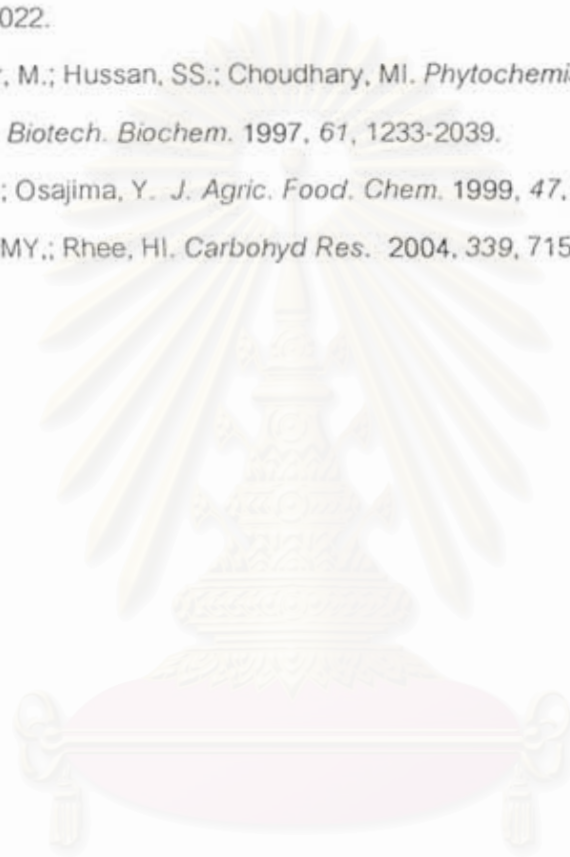 022.
, M.; Hussan, SS.; Choudhary, MI. Phytochemi
Biotech. Biochem. 1997, 61, 1233-2039.
; Osajima, Y. J. Agric. Food. Chem. 1999, 47,
MY,; Rhee, HI. Carbohyd Res. 2004, 339, 715